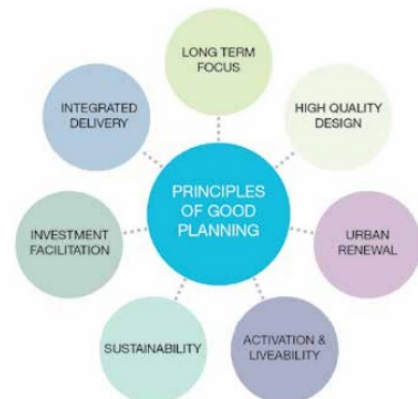 LONG TERM
FOCUS
HIGH QUALITY
DESIGN
URBAN
RENEWAL
ACTIVATION &
LIVEABILITY
SUSTAINABILITY
INVESTMENT
FACILITATION
INTEGRATED
DELIVERY
PRINCIPLES
OF GOOD
PLANNING